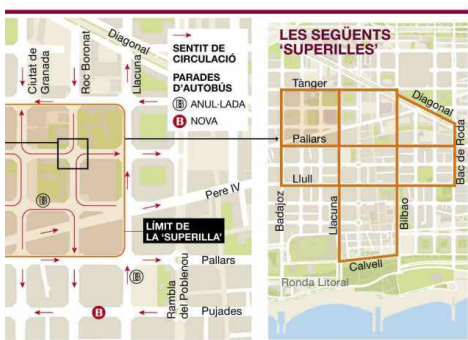 Ciutat de
Granada
Roc Boronat
Diagonal
Llacuna
SENTIT DE
CIRCULACIÓ
PARADES
D'AUTOBÚS
B ANUL·LADA
B NOVA
B
Pere IV
LÍMIT DE
LA 'SUPERILLA'
Pallars
B
Rambla
del Poblenou
B
Pujades
LES SEGÜENTS
'SUPERILLES'
Tànger
Diagonal
Pallars
Bac de Roda
Llull
Badajoz
Llacuna
Bilbao
Calvell
Ronda Litoral